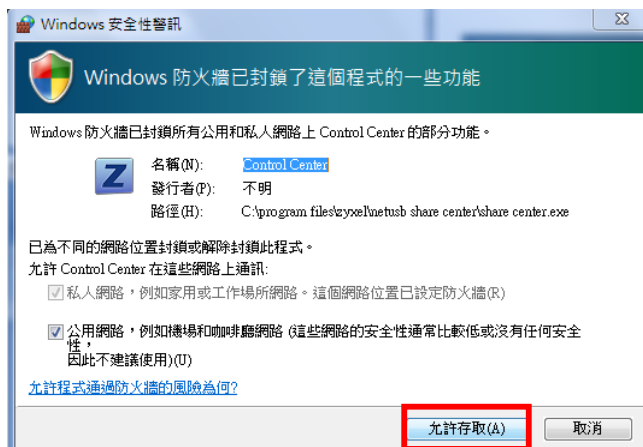 Windows 安全性警訊
Windows 防火牆已封鎖了這個程式的一些功能
Windows 防火牆已封鎖所有公用和私人網路上 Control Center 的部分功能。
Z
名稱(N): Control Center
發行者(P): 不明
路徑(H): C:\program files\zyxel\netusb share center\share center.exe
已為不同的網路位置封鎖或解除封鎖此程式。
允許 Control Center 在這些網路上通訊:
私人網路，例如家用或工作場所網路。這個網路位置已設定防火牆(R)
公用網路，例如機場和咖啡廳網路 (這些網路的安全性通常比較低或沒有任何安全
性，
因此不建議使用)(U)
允許程式通過防火牆的風險為何?
允許存取(A) 取消